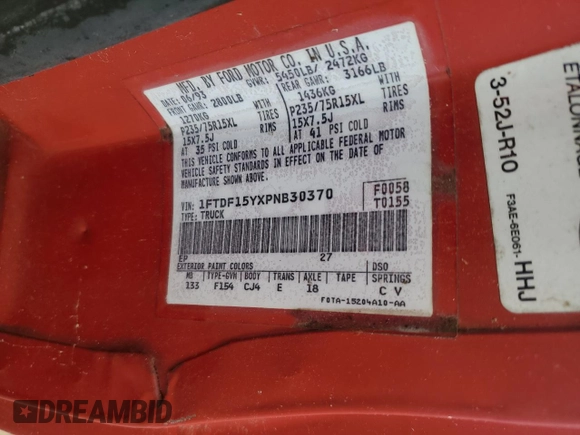 MFD. BY FORD MOTOR CO. IN U.S.A.
06/93 GVWR: 5450LB/ 2472KG
FRONT GAWR: 2800LB REAR GAWR: 3166LB
1270KG 1436KG
P235/75R15XL TIRES P235/75R15XL TIRES
15X7.5J RIMS 15X7.5J RIMS
AT 35 PSI COLD AT 41 PSI COLD
THIS VEHICLE CONFORMS TO ALL APPLICABLE FEDERAL MOTOR
VEHICLE SAFETY STANDARDS IN EFFECT ON THE DATE OF
MANUFACTURE SHOWN ABOVE.
VIN: 1FTDF15YXPNB30370
TYPE: TRUCK
F0058
T0155
EP 27
EXTERIOR PAINT COLORS DSO
WB TYPE-GVW BODY TRANS AXLE TAPE SPRINGS
133 F154 CJ4 E 18 C V
F0TA-15204A10-AA
3-52J-R10
F3AE-6E061-HHJ
DREAMBID